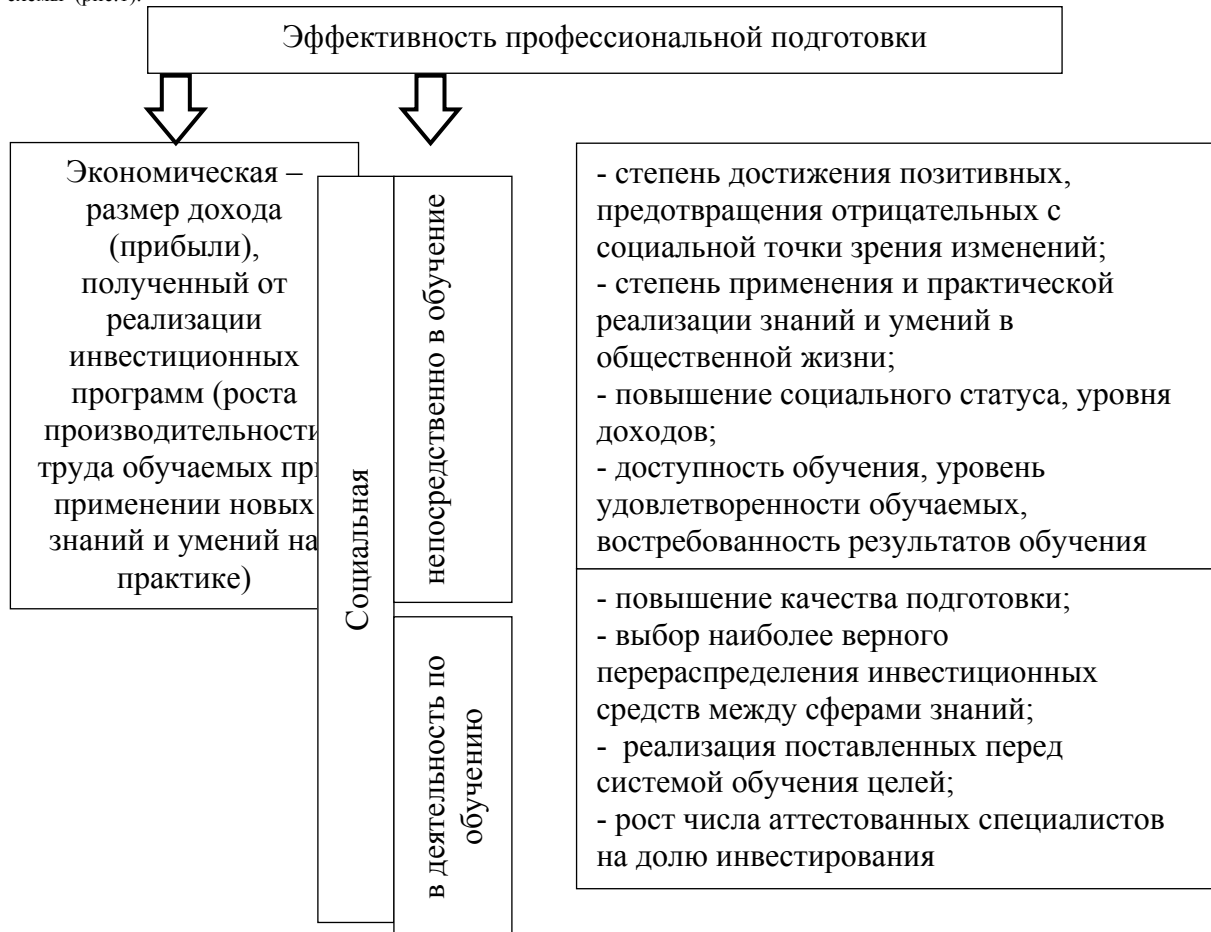 схемы (рис.1).
Эффективность профессиональной подготовки
Экономическая –
размер дохода
(прибыли),
полученный от
реализации
инвестиционных
программ (роста
производительности
труда обучаемых при
применении новых
знаний и умений на
практике)
Социальная
непосредственно в обучение
в деятельность по
обучению
- степень достижения позитивных,
предотвращения отрицательных с
социальной точки зрения изменений;
- степень применения и практической
реализации знаний и умений в
общественной жизни;
- повышение социального статуса, уровня
доходов;
- доступность обучения, уровень
удовлетворенности обучаемых,
востребованность результатов обучения
- повышение качества подготовки;
- выбор наиболее верного
перераспределения инвестиционных
средств между сферами знаний;
- реализация поставленных перед
системой обучения целей;
- рост числа аттестованных специалистов
на долю инвестирования